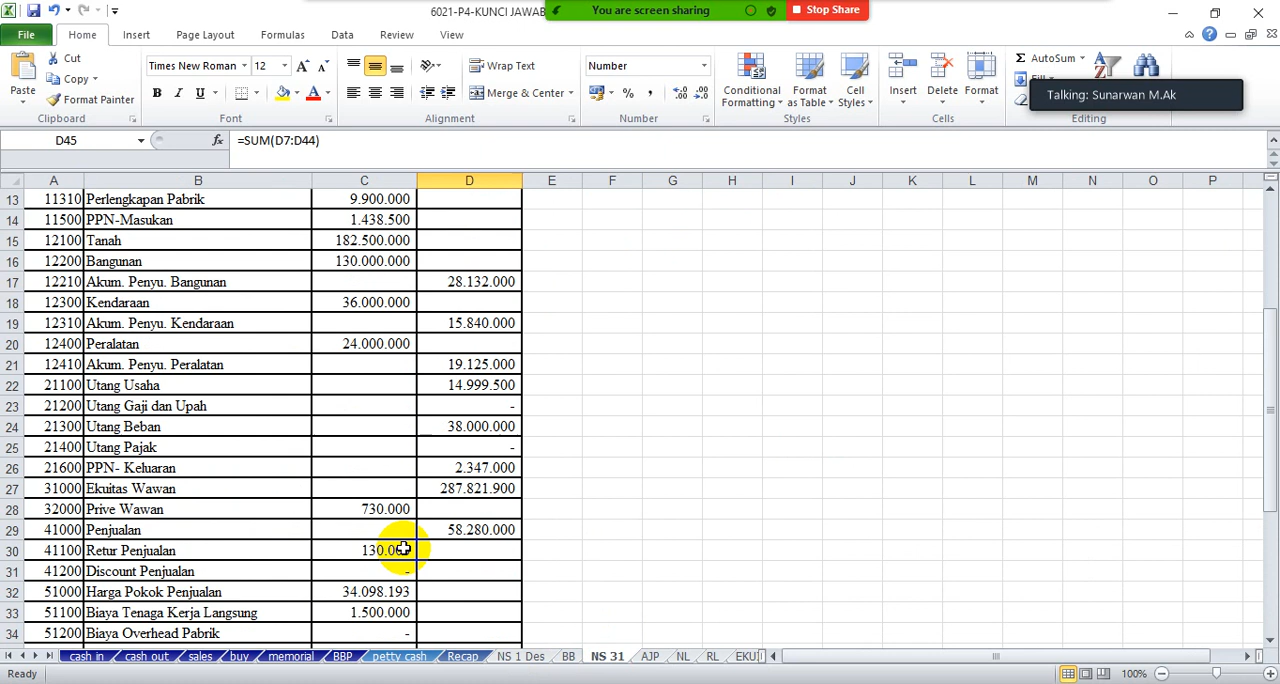 6021-P4-KUNCI JAWAB
You are screen sharing
Stop Share
File Home Insert Page Layout Formulas Data Review View
Paste
Cut
Copy
Format Painter
Clipboard
Times New Roman 12
B I U
Font
Wrap Text
Merge & Center
Alignment
Number
%
Number
Conditional Formatting
Format as Table
Cell Styles
Styles
Insert Delete Format
Cells
Σ AutoSum
Fill
Editing
Talking: Sunarwan M.Ak
D45 fx =SUM(D7:D44)
A B C D E F G H I J K L M N O P
13 11310 Perlengkapan Pabrik 9.900.000
14 11500 PPN-Masukan 1.438.500
15 12100 Tanah 182.500.000
16 12200 Bangunan 130.000.000
17 12210 Akum. Penyu. Bangunan 28.132.000
18 12300 Kendaraan 36.000.000
19 12310 Akum. Penyu. Kendaraan 15.840.000
20 12400 Peralatan 24.000.000
21 12410 Akum. Penyu. Peralatan 19.125.000
22 21100 Utang Usaha 14.999.500
23 21200 Utang Gaji dan Upah -
24 21300 Utang Beban 38.000.000
25 21400 Utang Pajak -
26 21600 PPN- Keluaran 2.347.000
27 31000 Ekuitas Wawan 287.821.900
28 32000 Prive Wawan 730.000
29 41000 Penjualan 58.280.000
30 41100 Retur Penjualan
31 41200 Discount Penjualan -
32 51000 Harga Pokok Penjualan 34.098.193
33 51100 Biaya Tenaga Kerja Langsung 1.500.000
34 51200 Biaya Overhead Pabrik -
cash in cash out sales buy memorial BBP petty cash Recap NS 1 Des BB NS 31 AJP NL RL EKU
Ready 100%